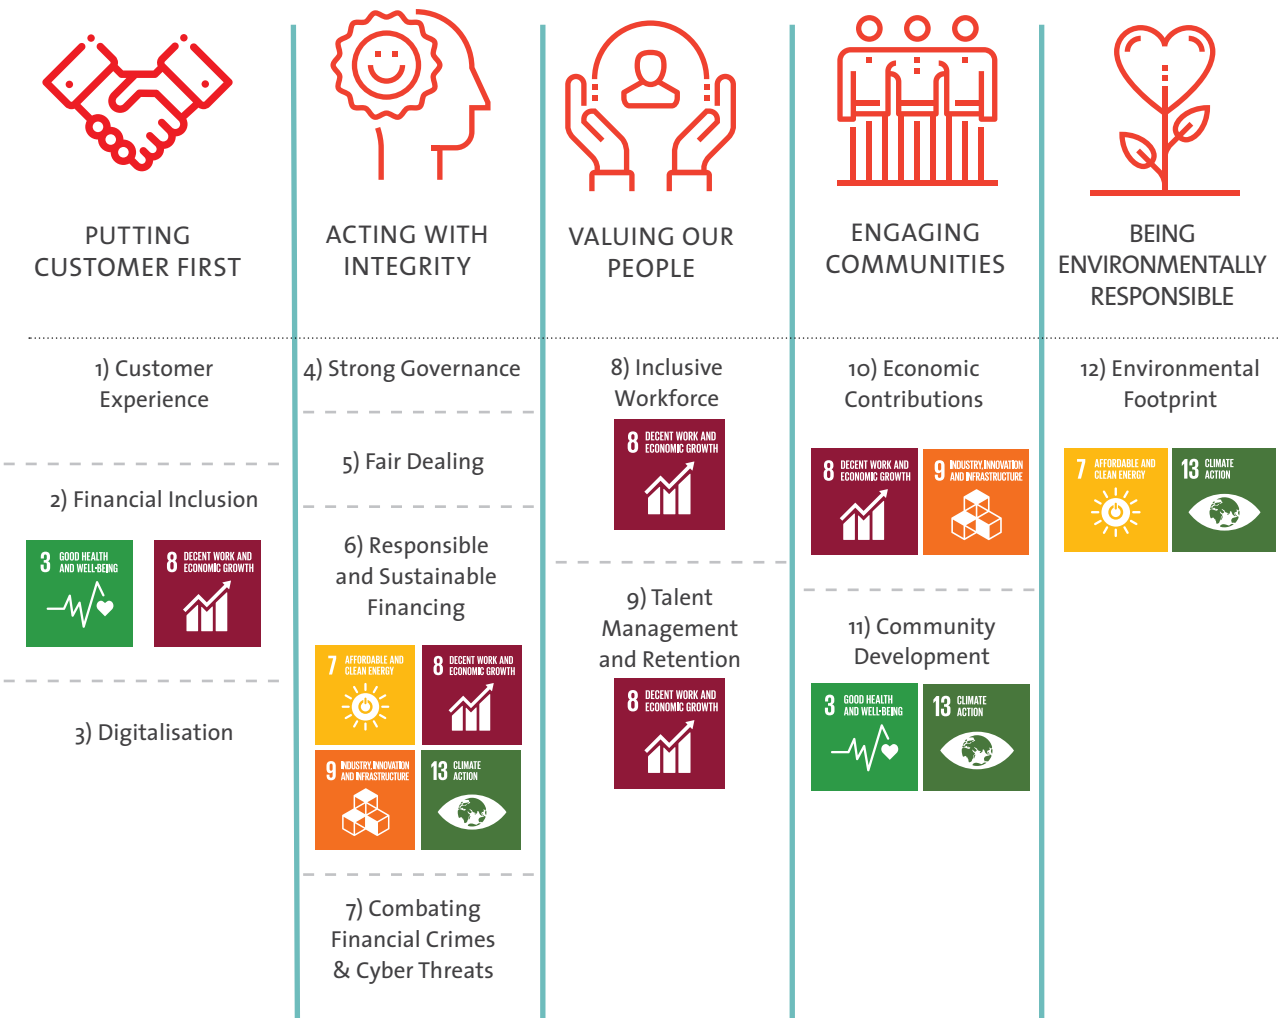 PUTTING
CUSTOMER FIRST
1) Customer
Experience
2) Financial Inclusion
3 GOOD HEALTH
AND WELL-BEING
8 DECENT WORK AND
ECONOMIC GROWTH
3) Digitalisation
ACTING WITH
INTEGRITY
4) Strong Governance
5) Fair Dealing
6) Responsible
and Sustainable
Financing
7 AFFORDABLE AND
CLEAN ENERGY
8 DECENT WORK AND
ECONOMIC GROWTH
9 INDUSTRY, INNOVATION
AND INFRASTRUCTURE
13 CLIMATE
ACTION
7) Combating
Financial Crimes
& Cyber Threats
VALUING OUR
PEOPLE
8) Inclusive
Workforce
8 DECENT WORK AND
ECONOMIC GROWTH
9) Talent
Management
and Retention
8 DECENT WORK AND
ECONOMIC GROWTH
ENGAGING
COMMUNITIES
10) Economic
Contributions
8 DECENT WORK AND
ECONOMIC GROWTH
9 INDUSTRY, INNOVATION
AND INFRASTRUCTURE
11) Community
Development
3 GOOD HEALTH
AND WELL-BEING
13 CLIMATE
ACTION
BEING
ENVIRONMENTALLY
RESPONSIBLE
12) Environmental
Footprint
7 AFFORDABLE AND
CLEAN ENERGY
13 CLIMATE
ACTION